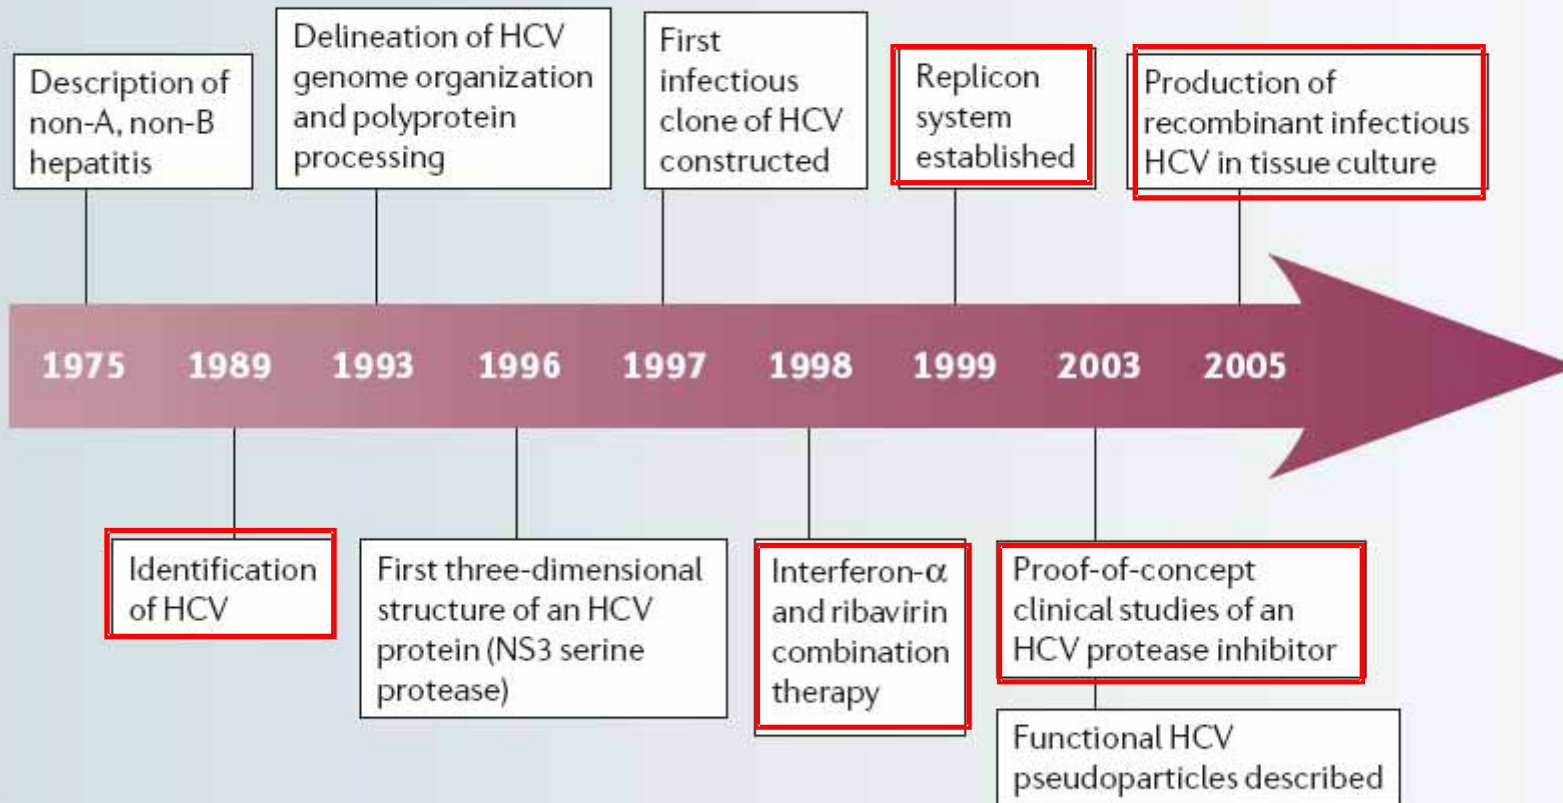 Description of
non-A, non-B
hepatitis
Delineation of HCV
genome organization
and polyprotein
processing
First
infectious
clone of HCV
constructed
Replicon
system
established
Production of
recombinant infectious
HCV in tissue culture
1975 1989 1993 1996 1997 1998 1999 2003 2005
Identification
of HCV
First three-dimensional
structure of an HCV
protein (NS3 serine
protease)
Interferon-α
and ribavirin
combination
therapy
Proof-of-concept
clinical studies of an
HCV protease inhibitor
Functional HCV
pseudoparticles described